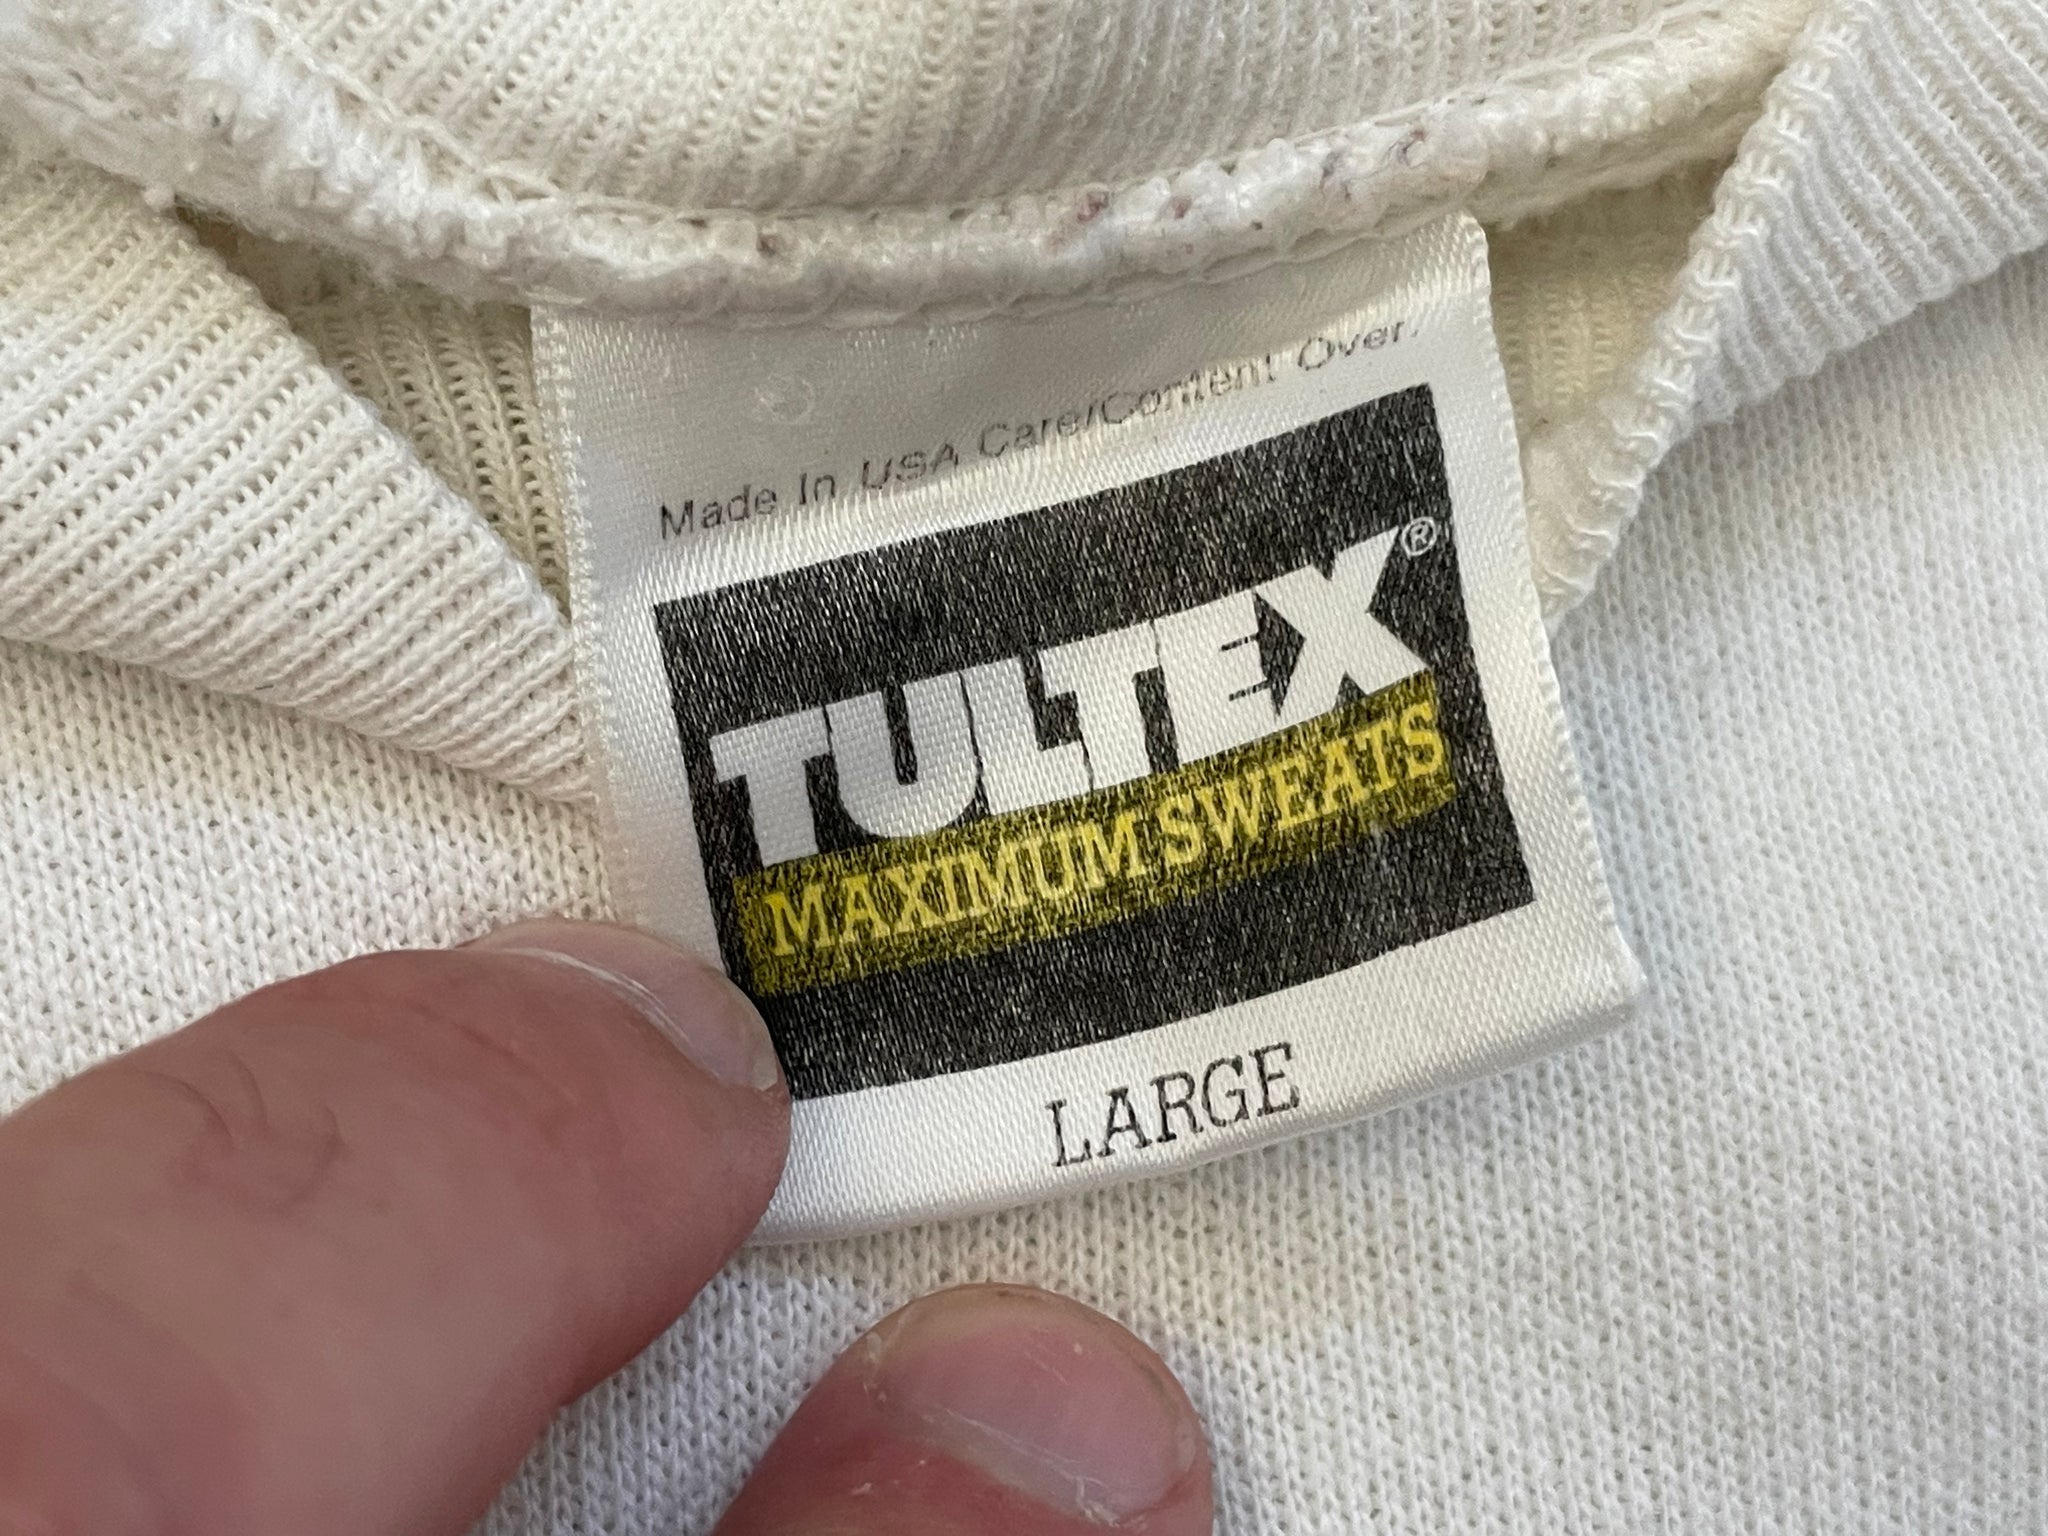 Made In USA Care/Content Over.
TULTEX®
MAXIMUM SWEATS
LARGE